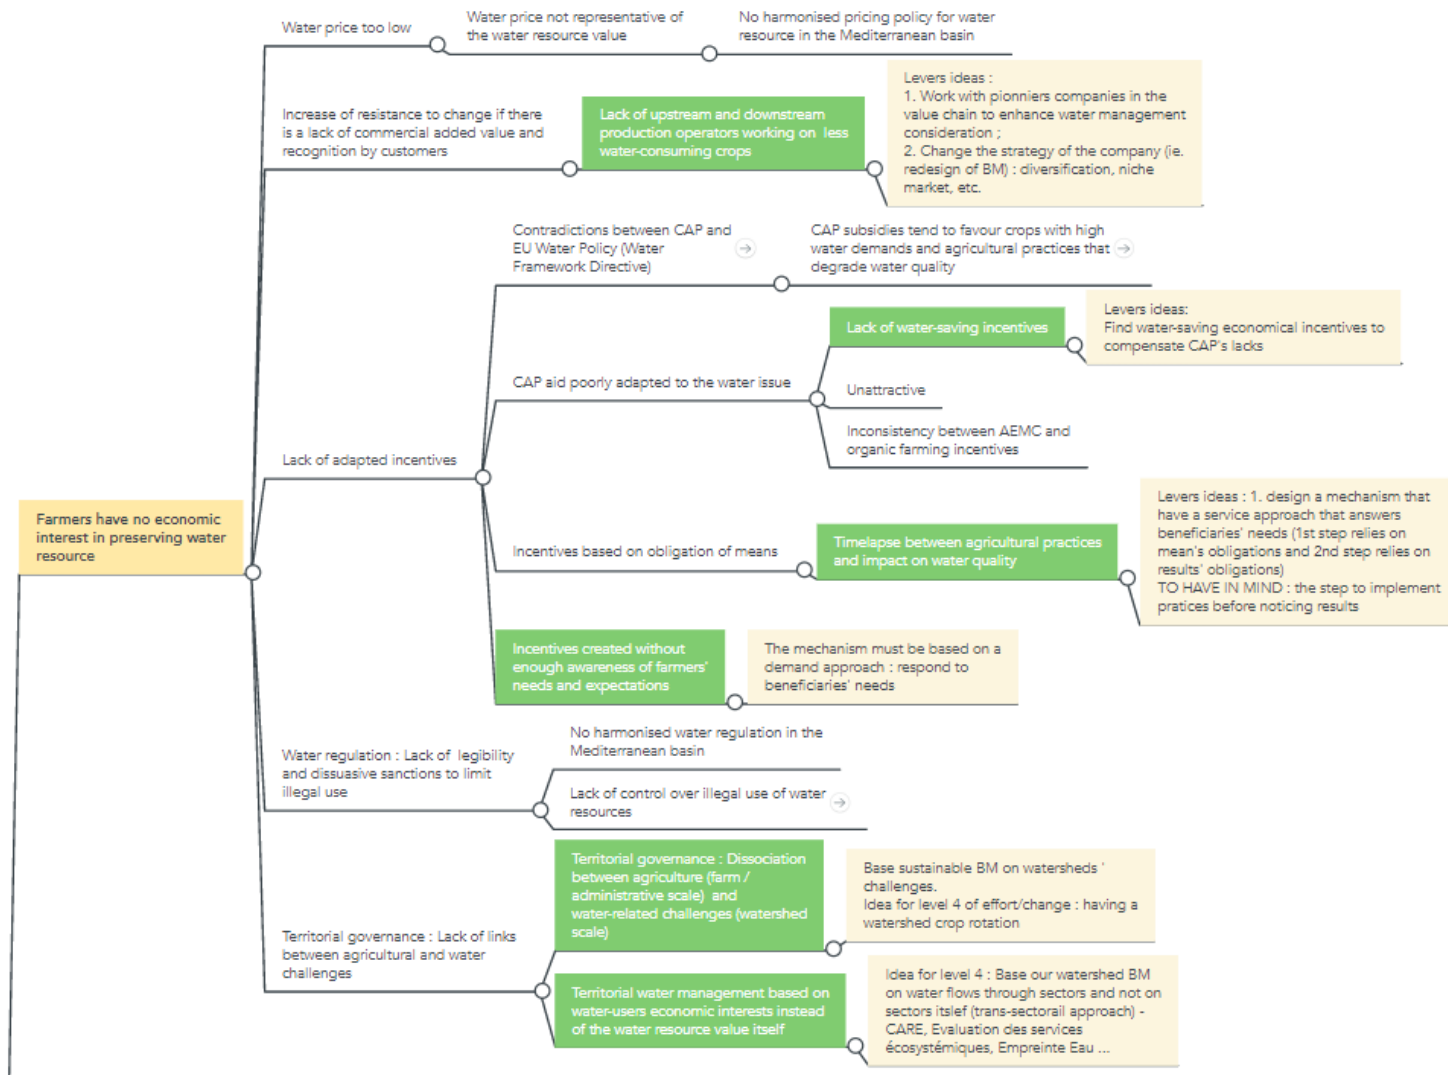 Water price too low
Water price not representative of
the water resource value
No harmonised pricing policy for water
resource in the Mediterranean basin
Increase of resistance to change if there
is a lack of commercial added value and
recognition by customers
Lack of upstream and downstream
production operators working on less
water-consuming crops
Levers ideas :
1. Work with pionniers companies in the
value chain to enhance water management
consideration ;
2. Change the strategy of the company (ie.
redesign of BM) : diversification, niche
market, etc.
Contradictions between CAP and
EU Water Policy (Water
Framework Directive)
CAP subsidies tend to favour crops with high
water demands and agricultural practices that
degrade water quality
Lack of water-saving incentives
Levers ideas:
Find water-saving economical incentives to
compensate CAP's lacks
CAP aid poorly adapted to the water issue
Unattractive
Inconsistency between AEMC and
organic farming incentives
Lack of adapted incentives
Farmers have no economic
interest in preserving water
resource
Incentives based on obligation of means
Timelapse between agricultural practices
and impact on water quality
Levers ideas : 1. design a mechanism that
have a service approach that answers
beneficiaries' needs (1st step relies on
mean's obligations and 2nd step relies on
results' obligations)
TO HAVE IN MIND : the step to implement
pratices before noticing results
Incentives created without
enough awareness of farmers'
needs and expectations
The mechanism must be based on a
demand approach : respond to
beneficiaries' needs
Water regulation : Lack of legibility
and dissuasive sanctions to limit
illegal use
No harmonised water regulation in the
Mediterranean basin
Lack of control over illegal use of water
resources
Territorial governance : Lack of links
between agricultural and water
challenges
Territorial governance : Dissociation
between agriculture (farm /
administrative scale) and
water-related challenges (watershed
scale)
Base sustainable BM on watersheds '
challenges.
Idea for level 4 of effort/change : having a
watershed crop rotation
Territorial water management based on
water-users economic interests instead
of the water resource value itself
Idea for level 4 : Base our watershed BM
on water flows through sectors and not on
sectors itslef (trans-sectorail approach) -
CARE, Evaluation des services
écosystémiques, Empreinte Eau ...